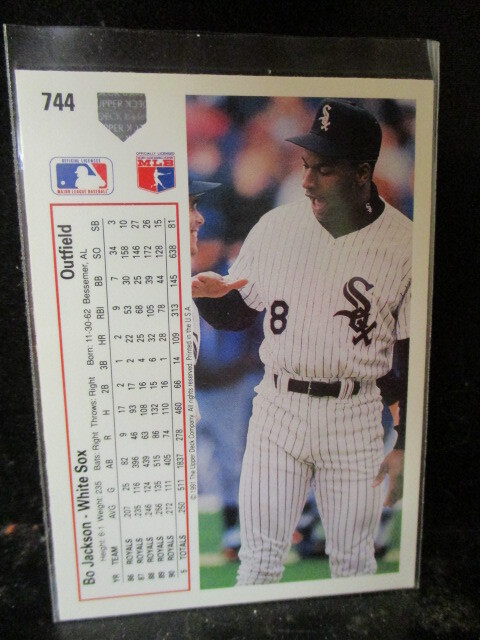 744
UPPER DECK
OFFICIAL LICENSEE
MAJOR LEAGUE BASEBALL
MLB
Bo Jackson - White Sox Outfield
Height: 6-1 Weight: 235 Bats: Right Throws: Right Born: 11-30-62 Bessemer, AL
YR TEAM AVG G AB R H 2B 3B HR RBI BB SO SB
86 ROYALS .207 25 82 9 17 2 1 2 9 7 34 3
87 ROYALS .235 116 396 46 93 17 2 22 53 30 158 10
88 ROYALS .246 124 439 63 108 16 4 25 68 25 146 27
89 ROYALS .256 135 515 86 132 15 6 32 105 39 172 26
90 ROYALS .272 111 405 74 110 16 1 28 78 44 128 15
5 TOTALS .250 511 1837 278 460 66 14 109 313 145 638 81
© 1991 The Upper Deck Company. All rights reserved. Printed in the U.S.A.
Sox
8
Sox